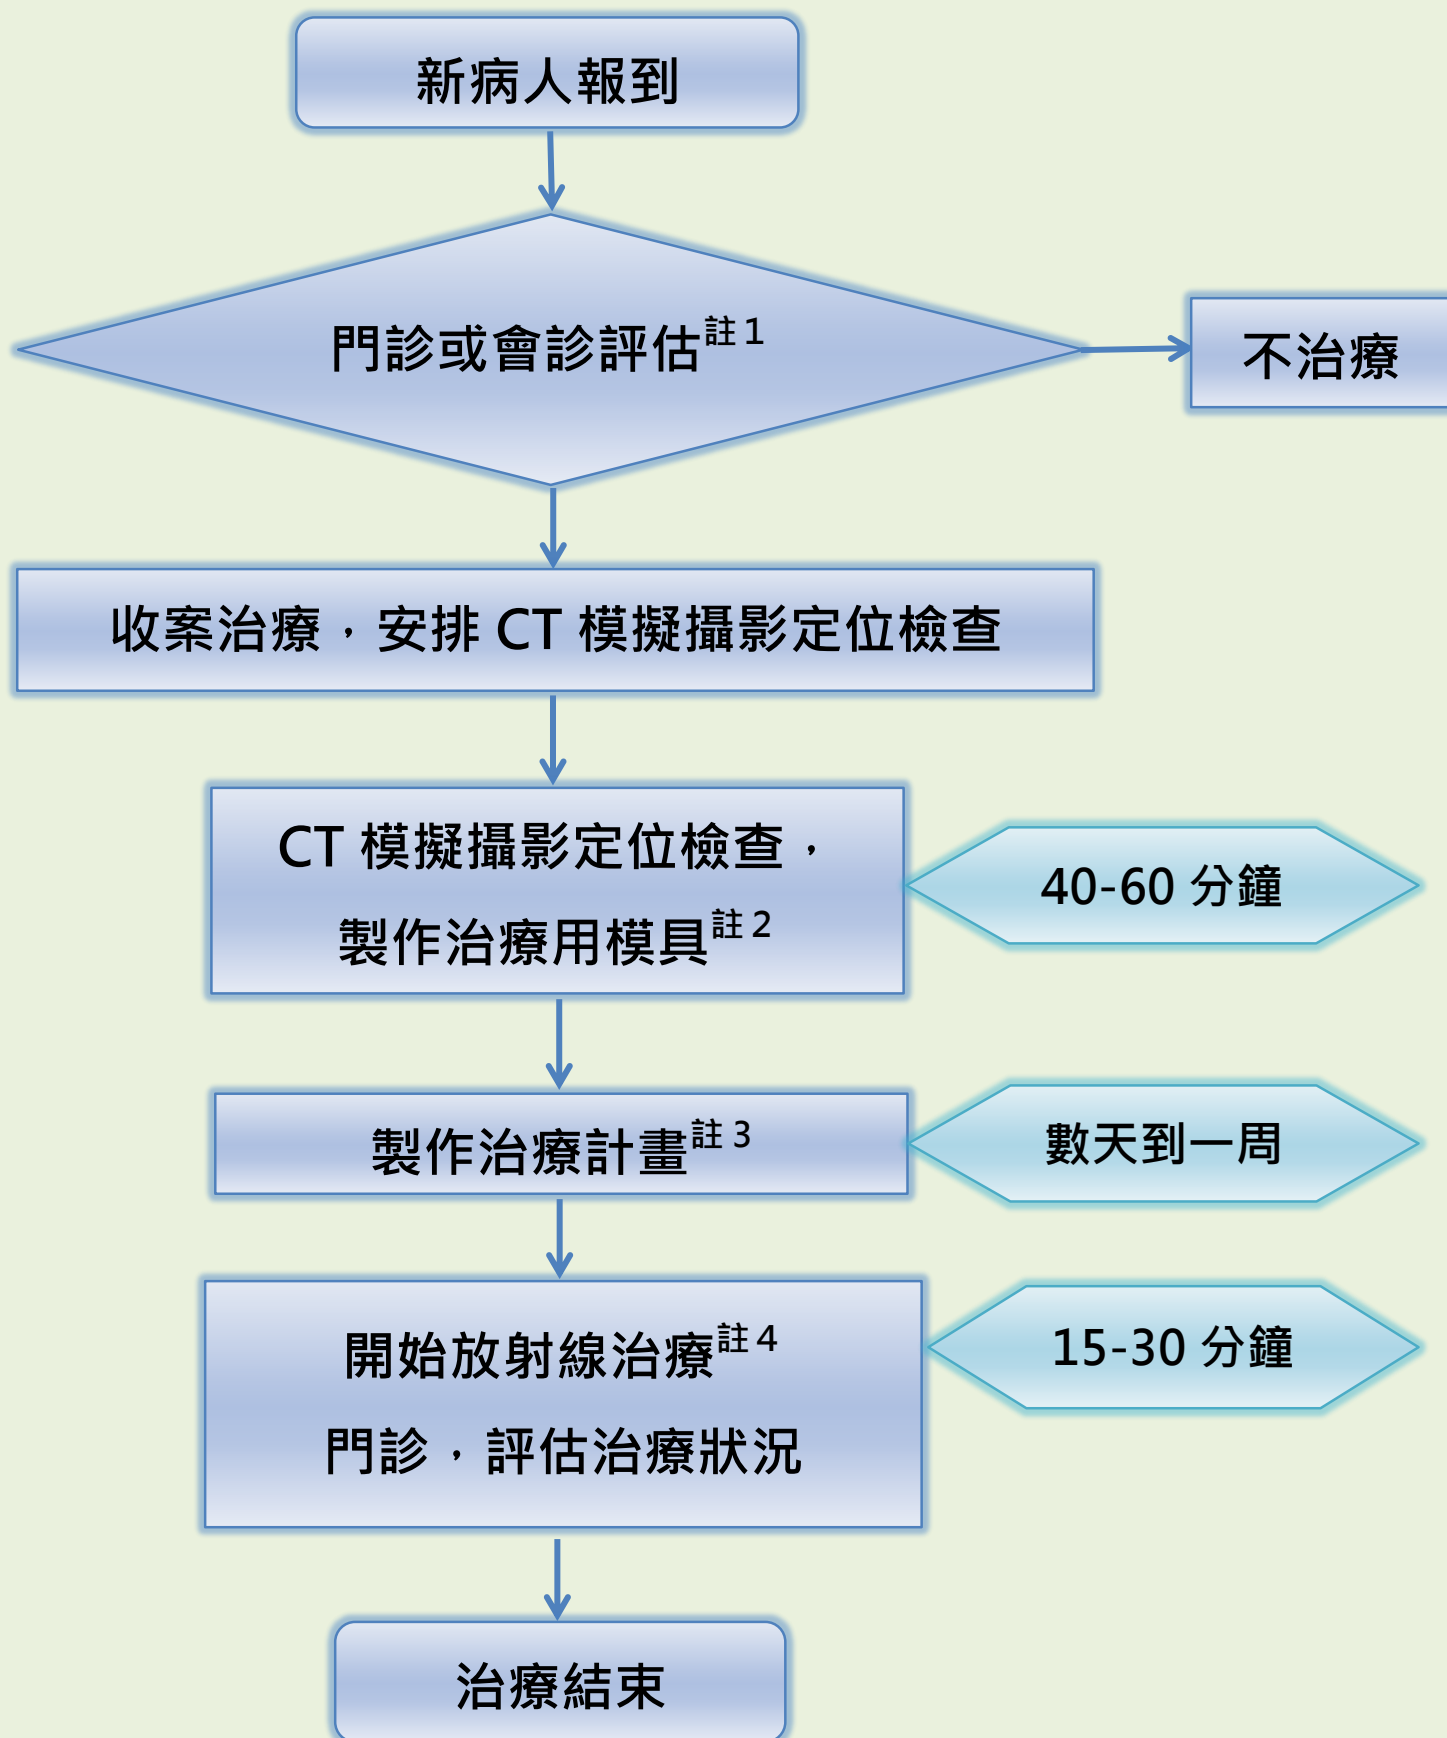 新病人報到
門診或會診評估註1
不治療
收案治療，安排 CT 模擬攝影定位檢查
CT 模擬攝影定位檢查，
製作治療用模具註2
40-60 分鐘
製作治療計畫註3
數天到一周
開始放射線治療註4
門診，評估治療狀況
15-30 分鐘
治療結束